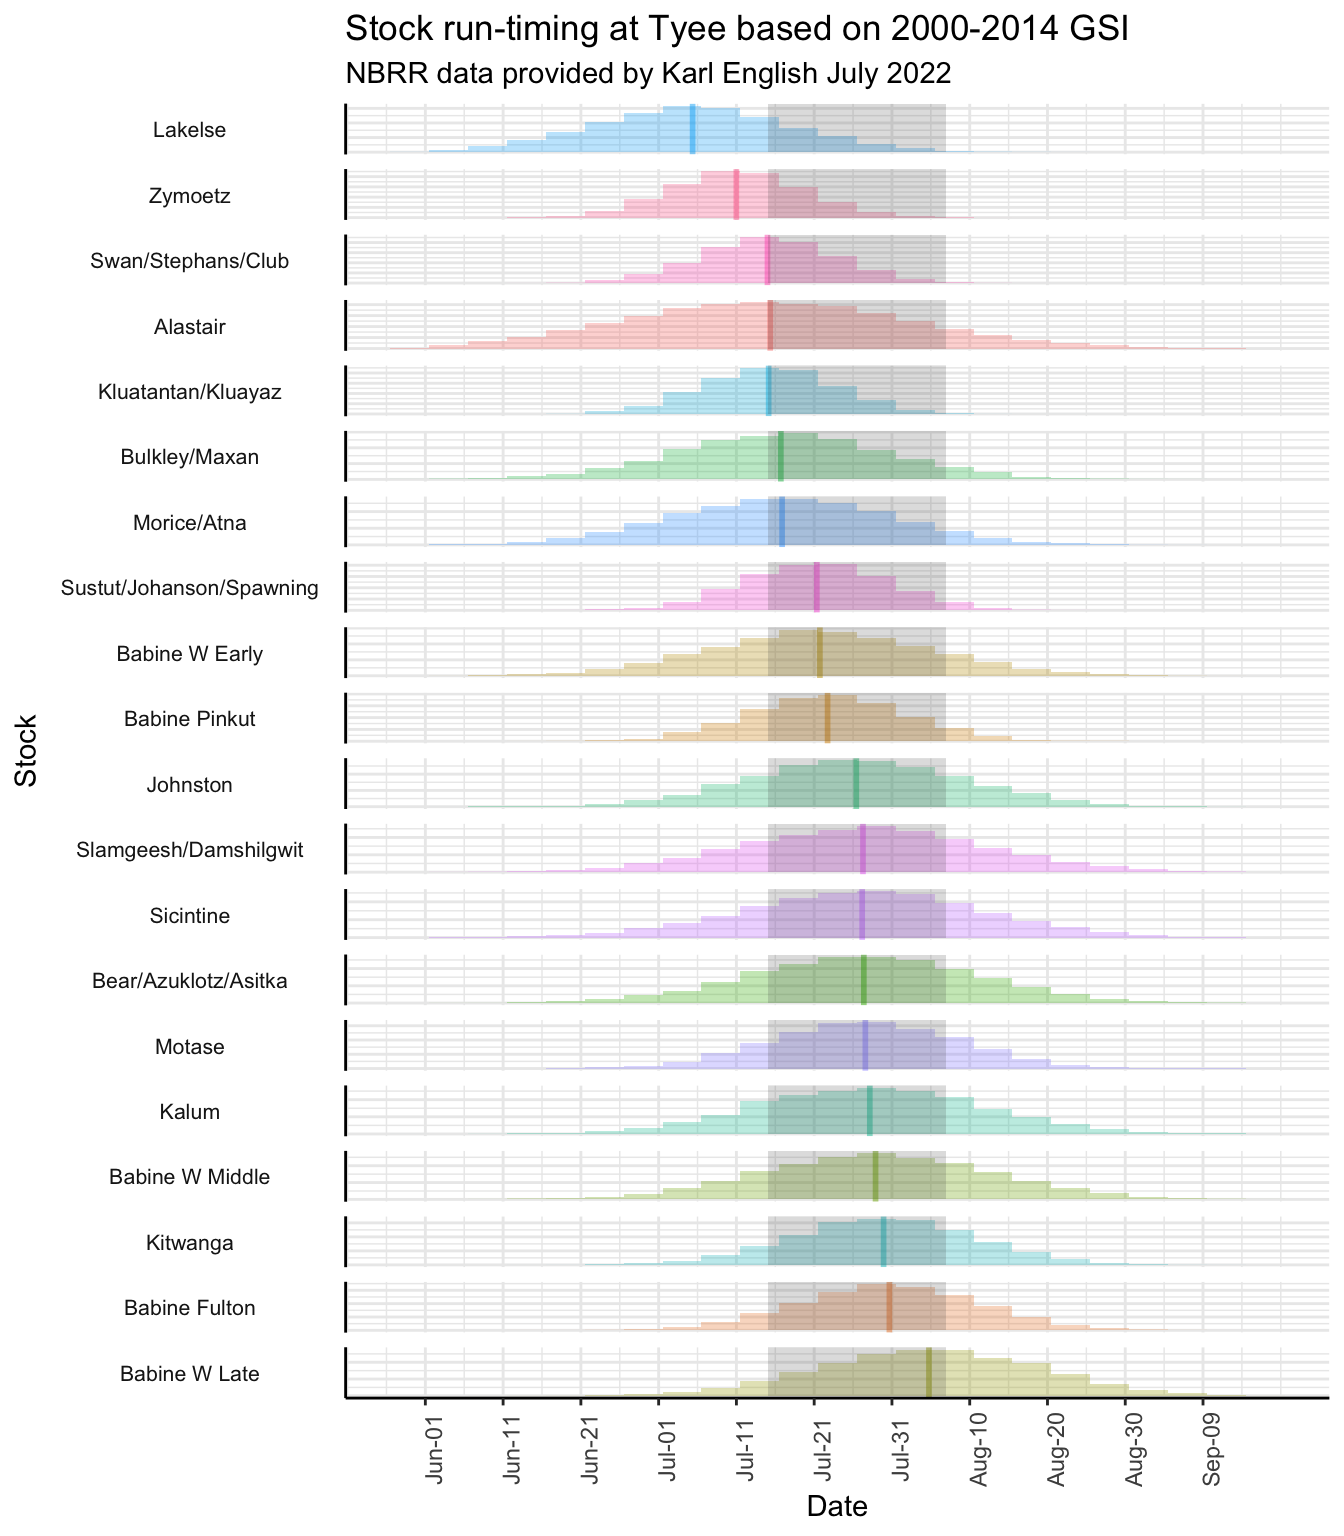 Stock run-timing at Tyee based on 2000-2014 GSI
NBRR data provided by Karl English July 2022
Lakelse
Zymoetz
Swan/Stephans/Club
Alastair
Kluatantan/Kluayaz
Bulkley/Maxan
Morice/Atna
Sustut/Johanson/Spawning
Babine W Early
Babine Pinkut
Johnston
Slamgeesh/Damshilgwit
Sicintine
Bear/Azuklotz/Asitka
Motase
Kalum
Babine W Middle
Kitwanga
Babine Fulton
Babine W Late
Stock
Jun-01
Jun-11
Jun-21
Jul-01
Jul-11
Jul-21
Jul-31
Aug-10
Aug-20
Aug-30
Sep-09
Date